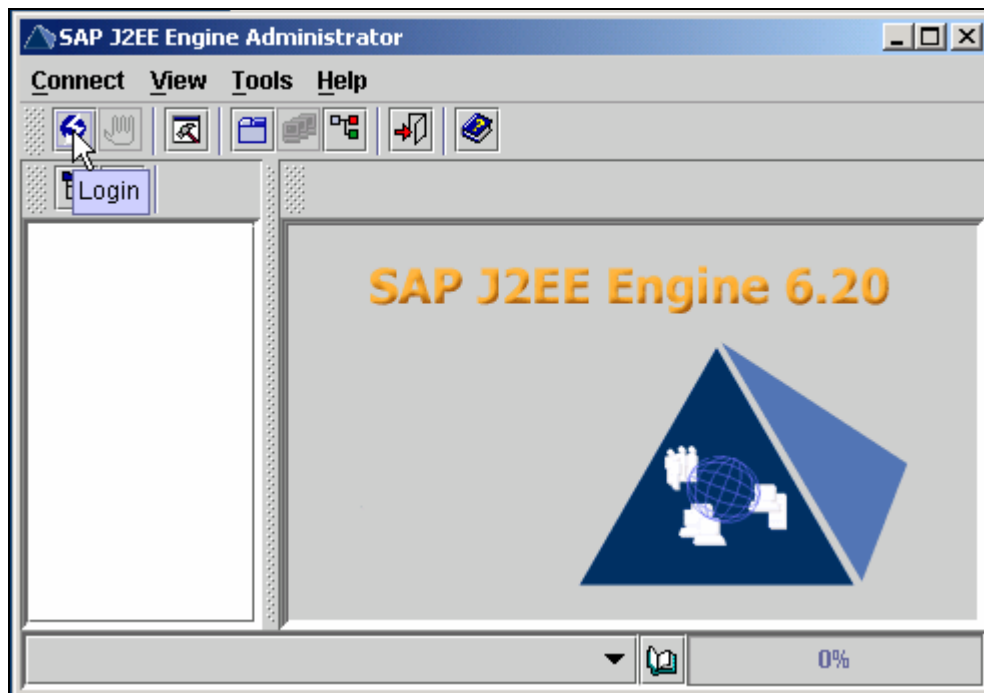 SAP J2EE Engine Administrator
Connect View Tools Help
Login
SAP J2EE Engine 6.20
0%